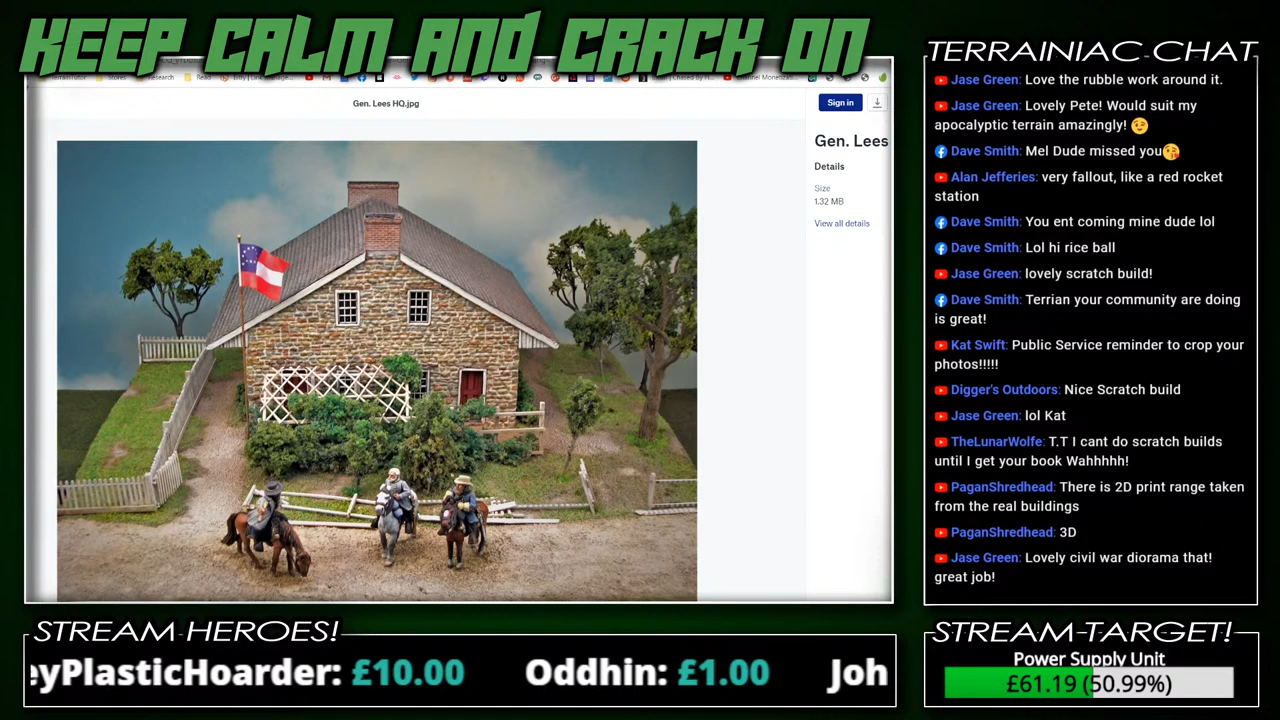 KEEP CALM AND CRACK ON
Stores
Research
Read
Gen. Lees HQ.jpg
Sign in
Gen. Lees
Details
Size
1.32 MB
View all details
TERRAINIAC CHAT
Jase Green: Love the rubble work around it.
Jase Green: Lovely Pete! Would suit my
apocalyptic terrain amazingly! 😉
Dave Smith: Mel Dude missed you😘
Alan Jefferies: very fallout, like a red rocket
station
Dave Smith: You ent coming mine dude lol
Dave Smith: Lol hi rice ball
Jase Green: lovely scratch build!
Dave Smith: Terrian your community are doing
is great!
Kat Swift: Public Service reminder to crop your
photos!!!!!
Digger's Outdoors: Nice Scratch build
Jase Green: lol Kat
TheLunarWolfe: T.T I cant do scratch builds
until I get your book Wahhhhh!
PaganShredhead: There is 2D print range taken
from the real buildings
PaganShredhead: 3D
Jase Green: Lovely civil war diorama that!
great job!
STREAM HEROES!
eyPlasticHoarder: £10.00 Oddhin: £1.00 Joh
STREAM TARGET!
Power Supply Unit
£61.19 (50.99%)